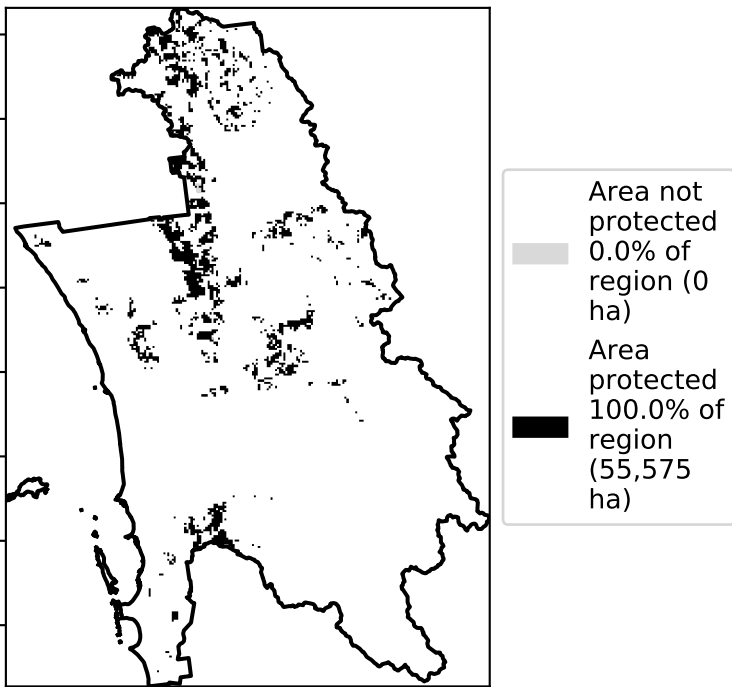 Area not
protected
0.0% of
region (0
ha)
Area
protected
100.0% of
region
(55,575
ha)